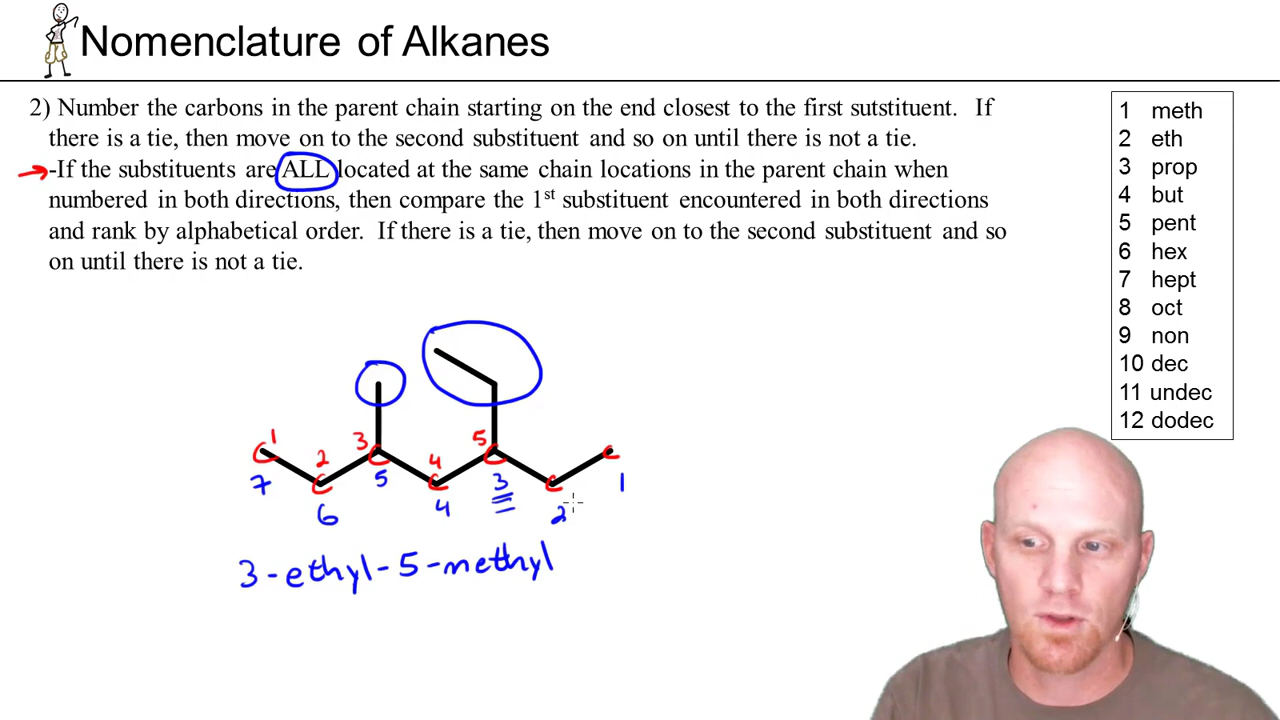 Nomenclature of Alkanes
2) Number the carbons in the parent chain starting on the end closest to the first sutstituent. If
there is a tie, then move on to the second substituent and so on until there is not a tie.
-If the substituents are ALL located at the same chain locations in the parent chain when
numbered in both directions, then compare the 1st substituent encountered in both directions
and rank by alphabetical order. If there is a tie, then move on to the second substituent and so
on until there is not a tie.
1 meth
2 eth
3 prop
4 but
5 pent
6 hex
7 hept
8 oct
9 non
10 dec
11 undec
12 dodec
1 2 3 4 5
7 6 5 4 3 2 1
3-ethyl-5-methyl